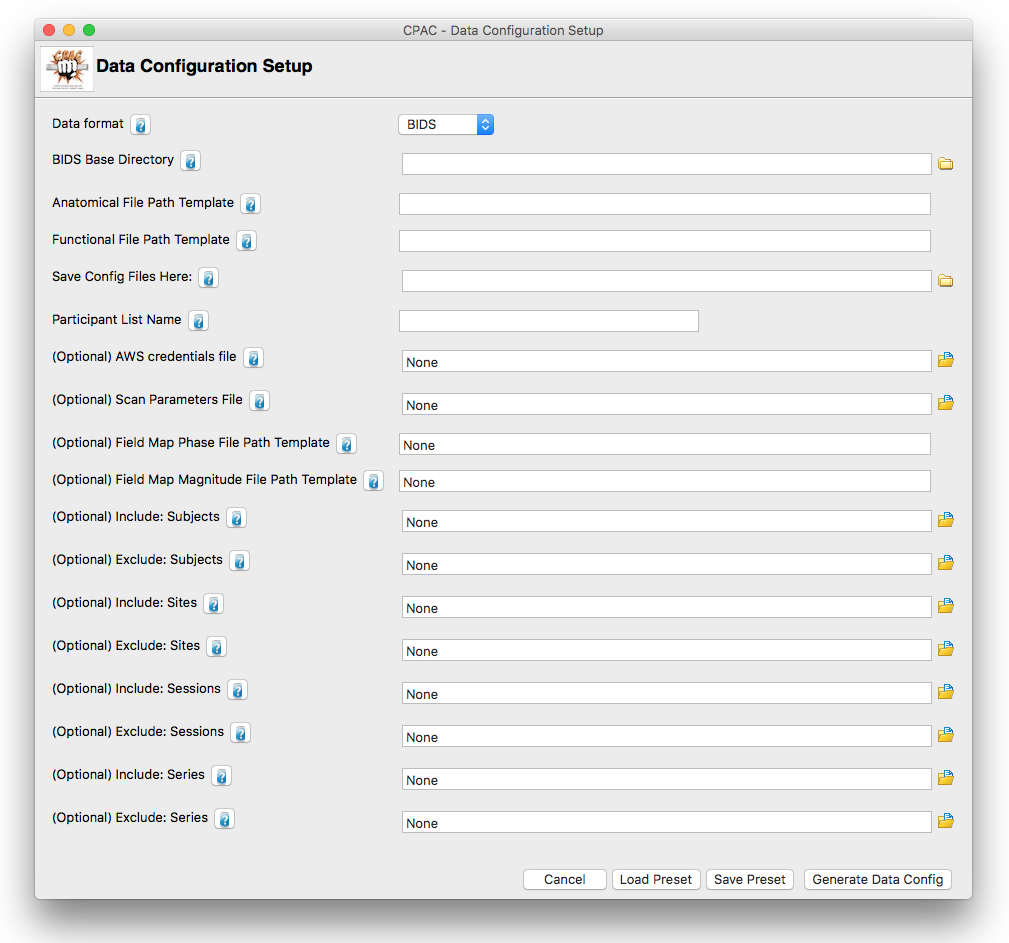 CPAC - Data Configuration Setup
CPAC
Data Configuration Setup
Data format ? BIDS
BIDS Base Directory ?
Anatomical File Path Template ?
Functional File Path Template ?
Save Config Files Here: ?
Participant List Name ?
(Optional) AWS credentials file ? None
(Optional) Scan Parameters File ? None
(Optional) Field Map Phase File Path Template ? None
(Optional) Field Map Magnitude File Path Template ? None
(Optional) Include: Subjects ? None
(Optional) Exclude: Subjects ? None
(Optional) Include: Sites ? None
(Optional) Exclude: Sites ? None
(Optional) Include: Sessions ? None
(Optional) Exclude: Sessions ? None
(Optional) Include: Series ? None
(Optional) Exclude: Series ? None
Cancel Load Preset Save Preset Generate Data Config